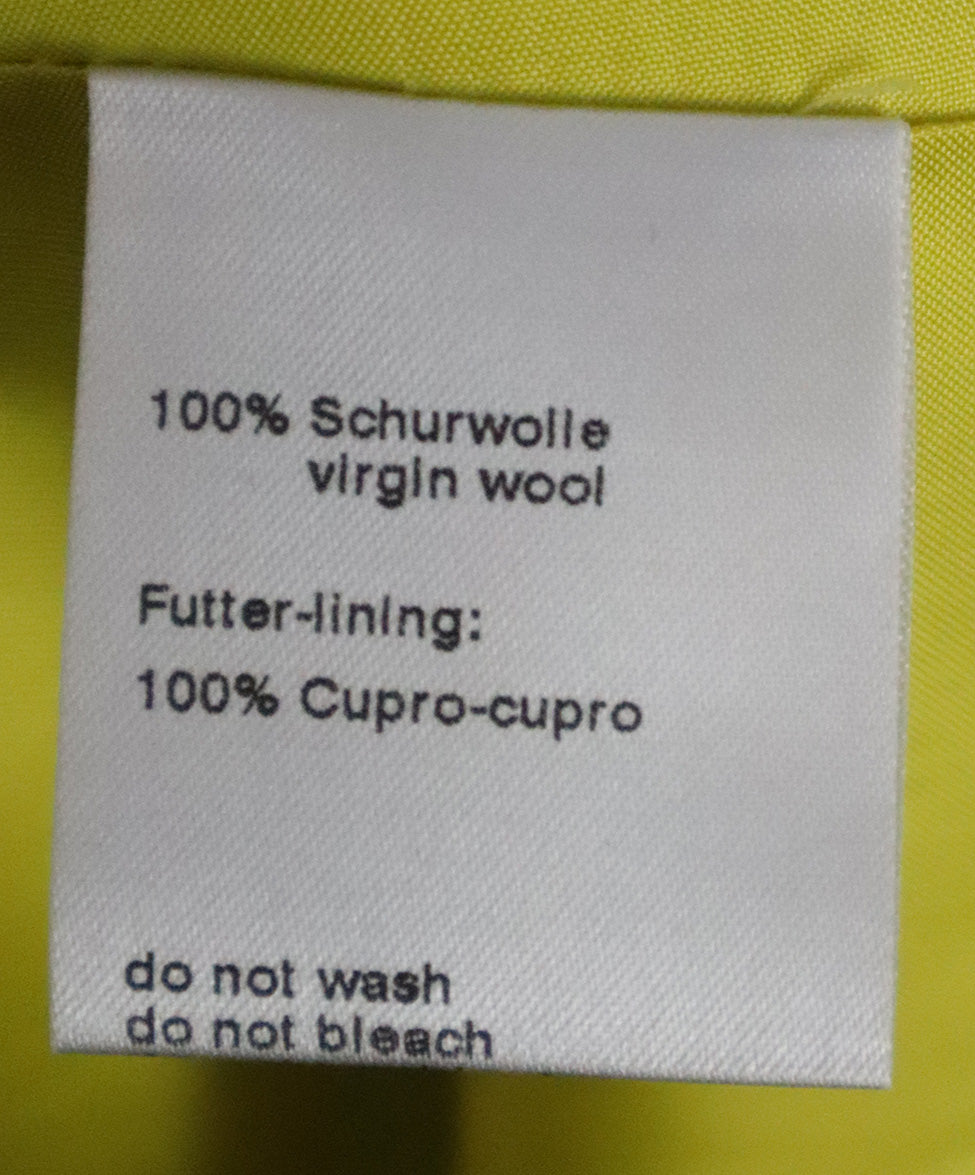 100% Schurwolle
virgin wool
Futter-lining:
100% Cupro-cupro
do not wash
do not bleach